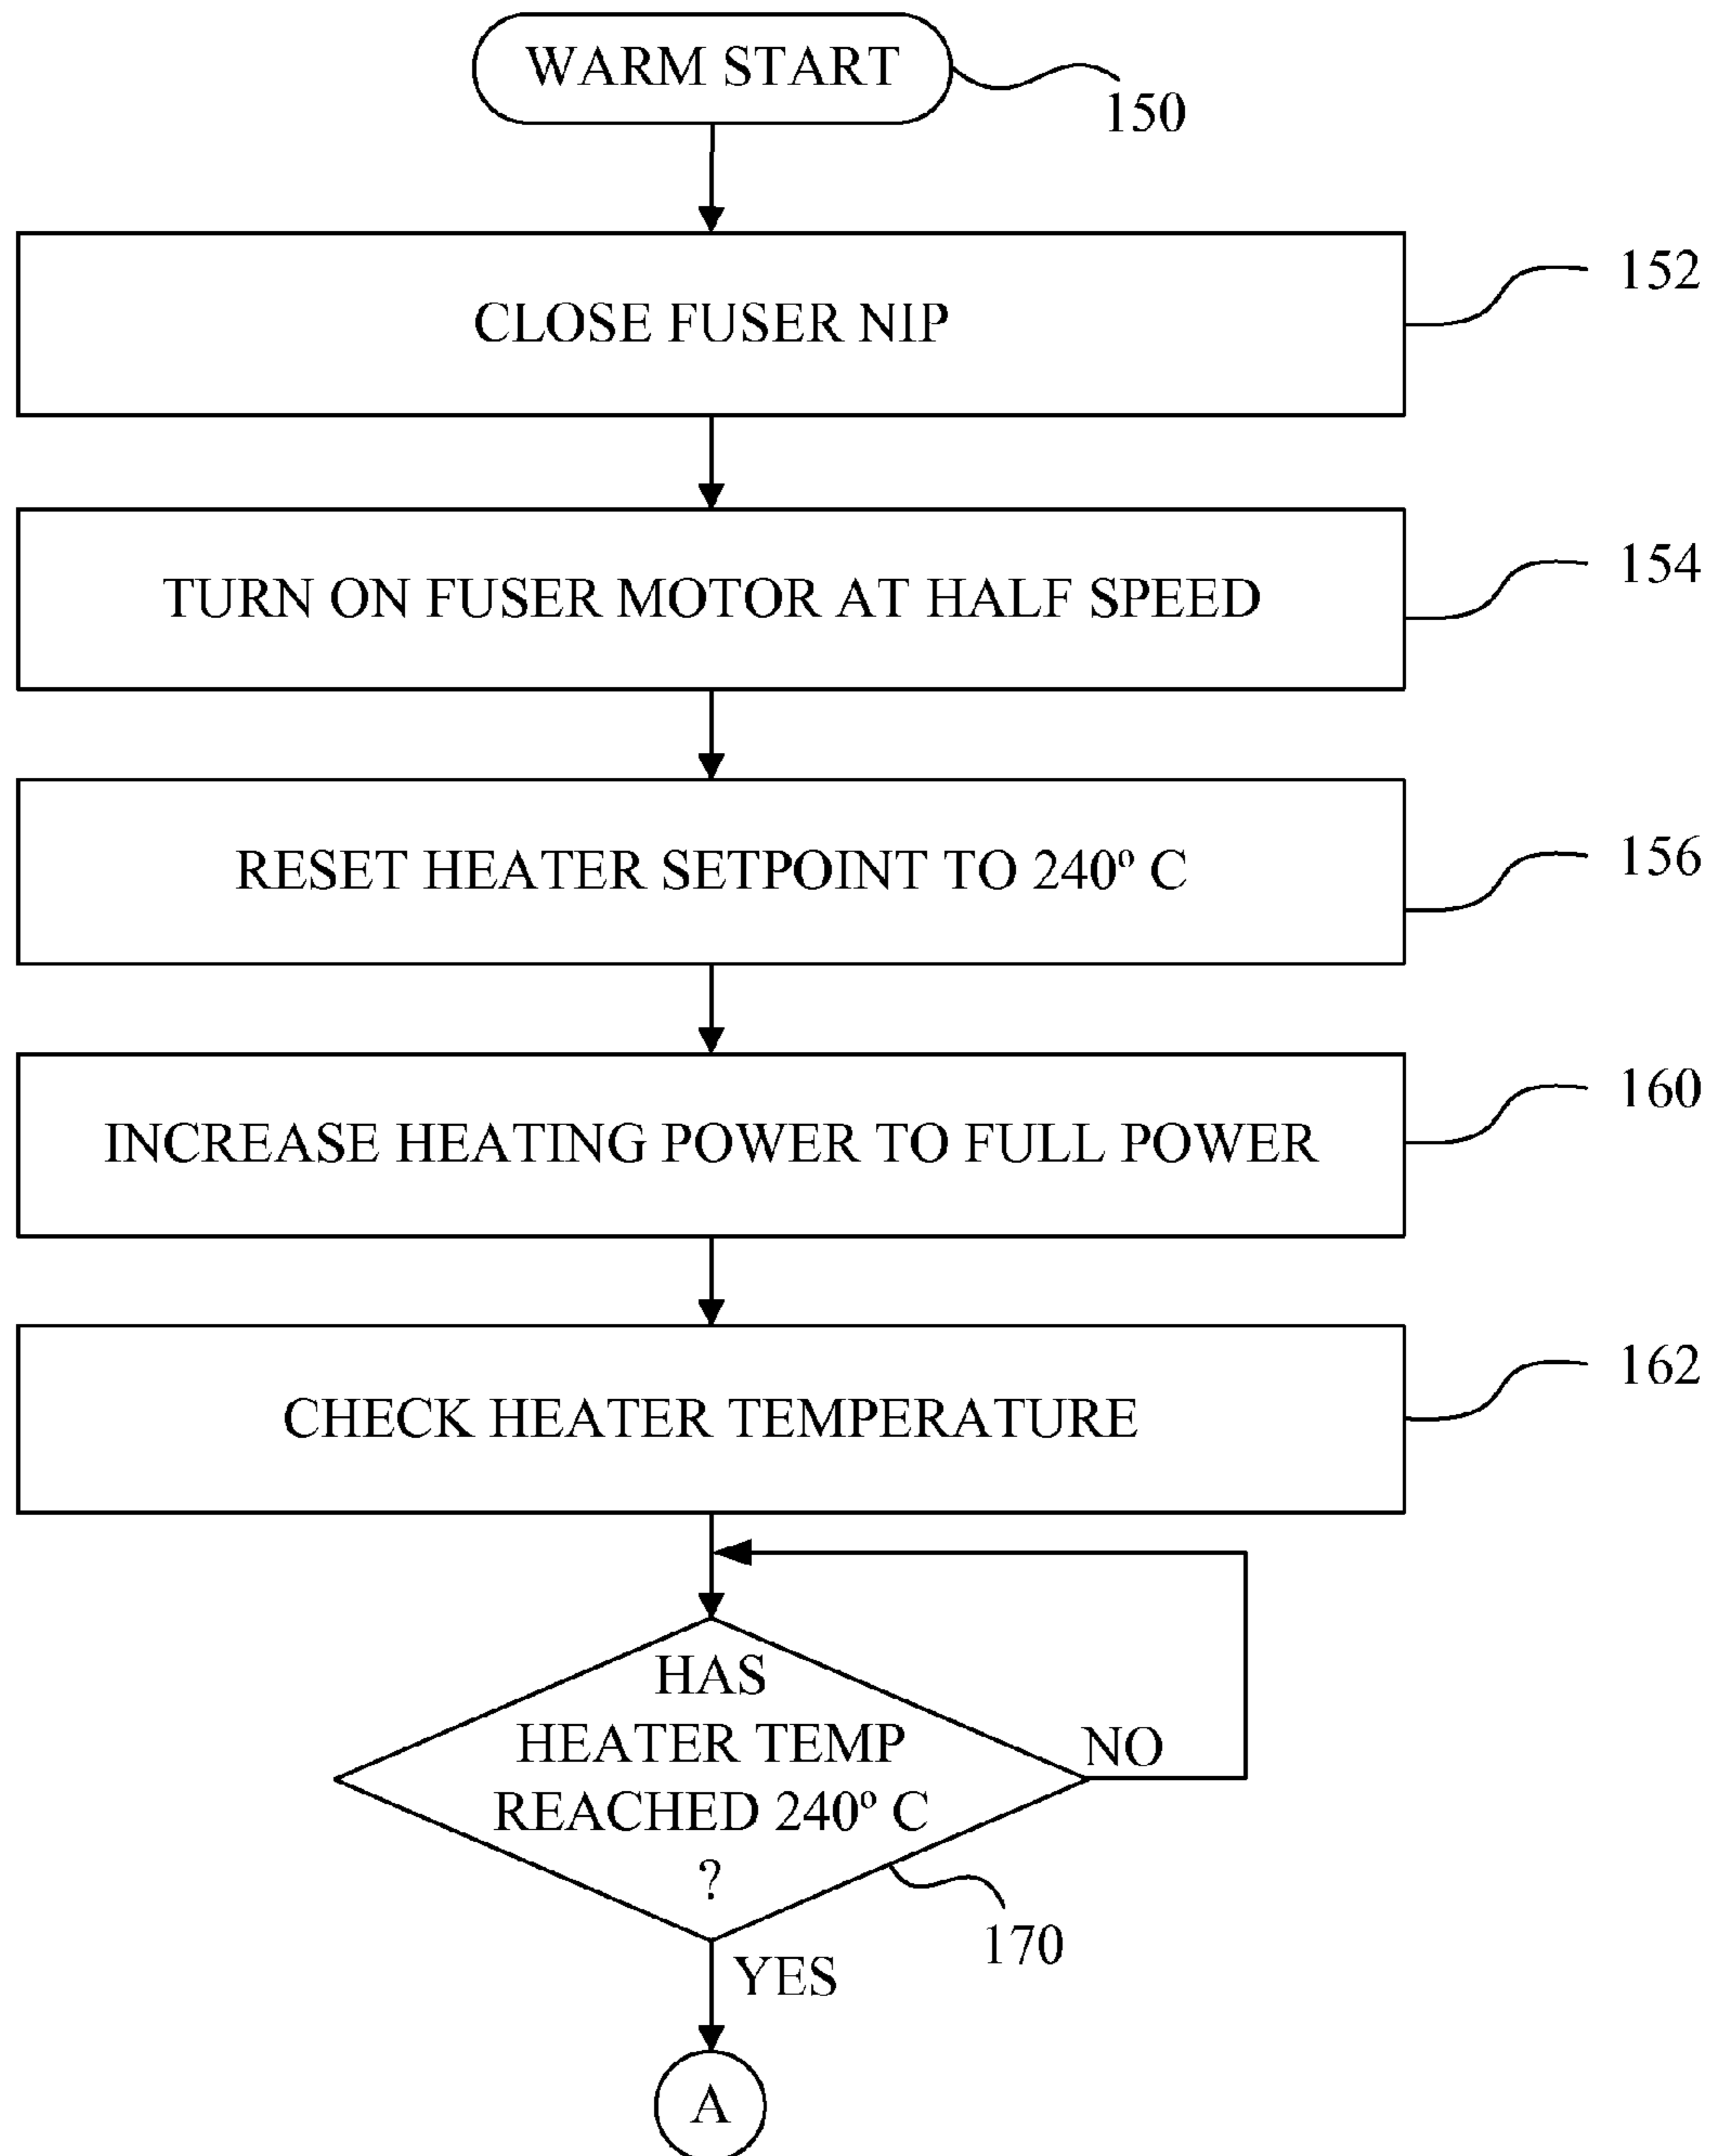 WARM START
150
CLOSE FUSER NIP
152
TURN ON FUSER MOTOR AT HALF SPEED
154
RESET HEATER SETPOINT TO 240º C
156
INCREASE HEATING POWER TO FULL POWER
160
CHECK HEATER TEMPERATURE
162
HAS
HEATER TEMP
REACHED 240º C
?
NO
170
YES
A